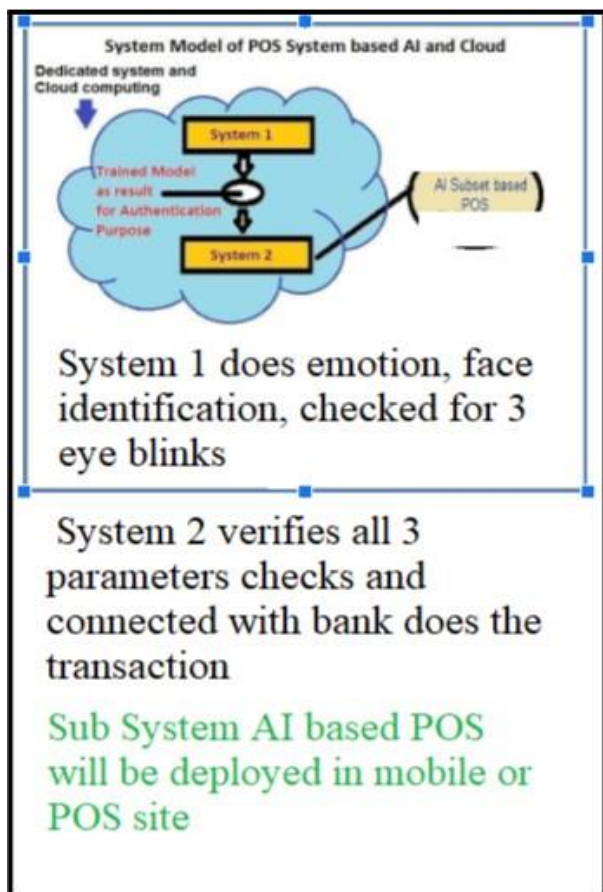 System Model of POS System based AI and Cloud
Dedicated system and
Cloud computing
System 1
Trained Model
as result
for Authentication
Purpose
System 2
AI Subset based
POS
System 1 does emotion, face
identification, checked for 3
eye blinks
System 2 verifies all 3
parameters checks and
connected with bank does the
transaction
Sub System AI based POS
will be deployed in mobile or
POS site